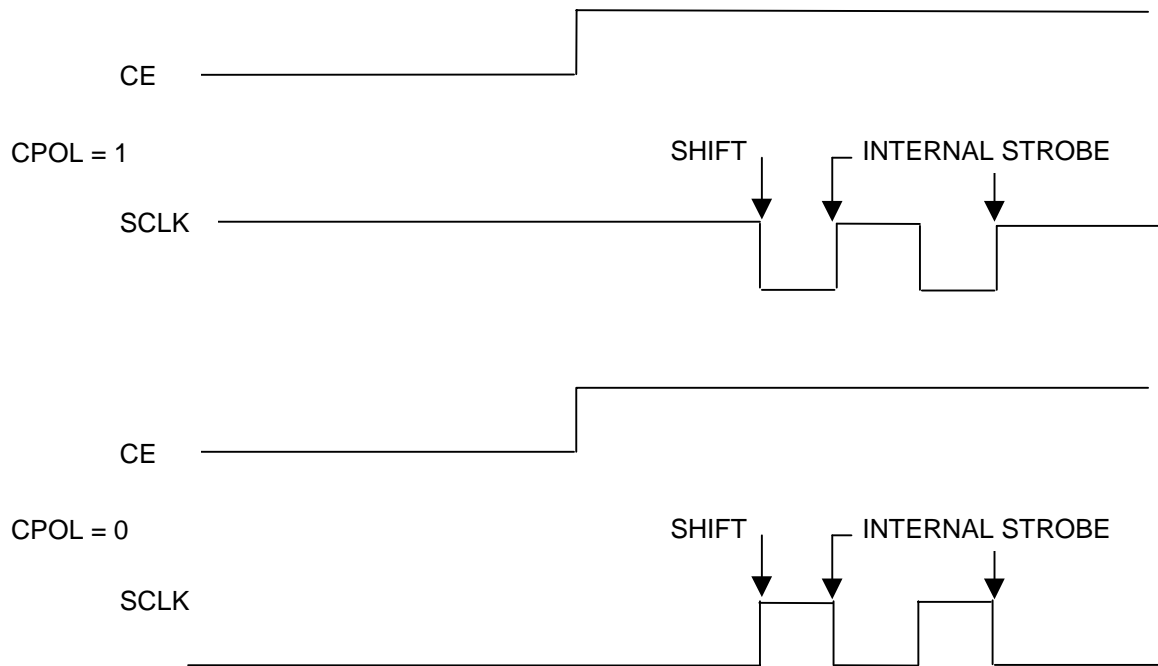 CE
CPOL = 1
SHIFT
INTERNAL STROBE
SCLK
CE
CPOL = 0
SHIFT
INTERNAL STROBE
SCLK